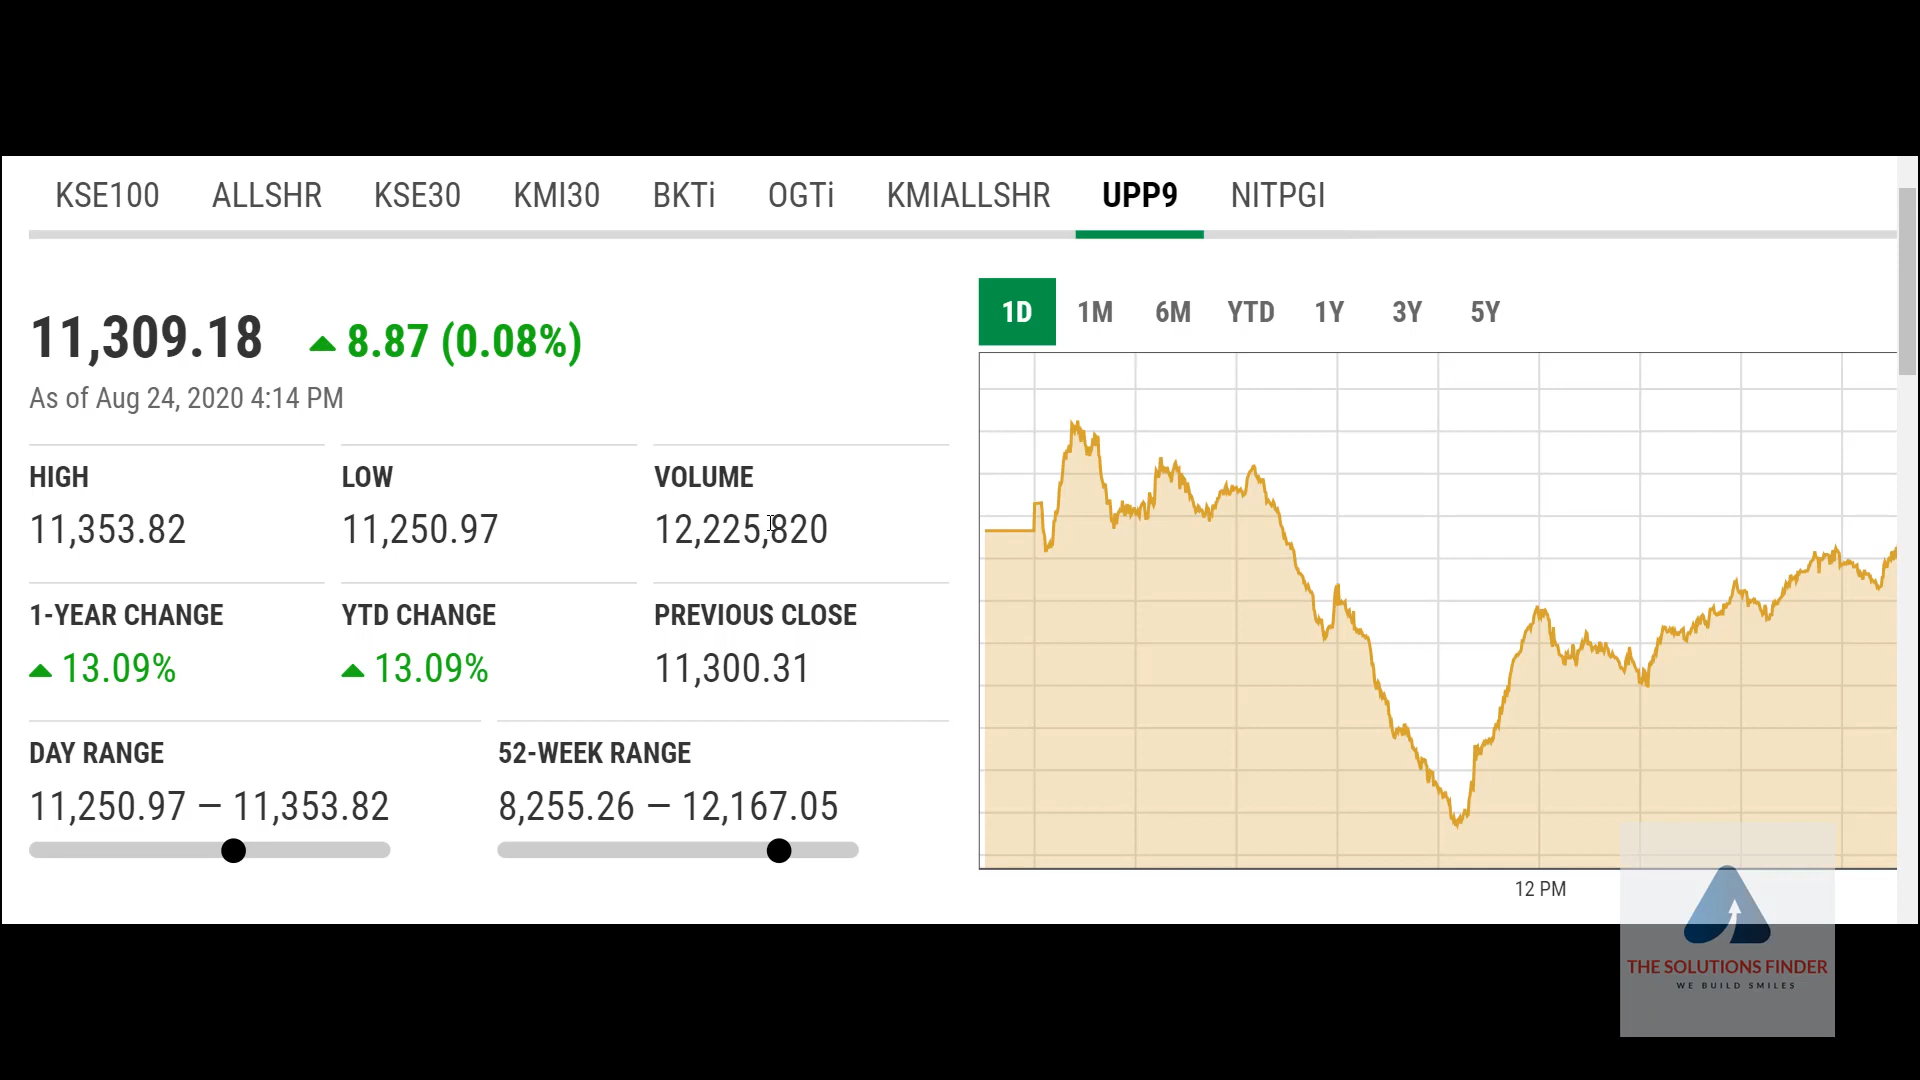 KSE100 ALLSHR KSE30 KMI30 BKTi OGTi KMIALLSHR UPP9 NITPGI
11,309.18 8.87 (0.08%)
As of Aug 24, 2020 4:14 PM
HIGH LOW VOLUME
11,353.82 11,250.97 12,225,820
1-YEAR CHANGE YTD CHANGE PREVIOUS CLOSE
13.09% 13.09% 11,300.31
DAY RANGE 52-WEEK RANGE
11,250.97 — 11,353.82 8,255.26 — 12,167.05
1D 1M 6M YTD 1Y 3Y 5Y
12 PM
THE SOLUTIONS FINDER
WE BUILD SMILES